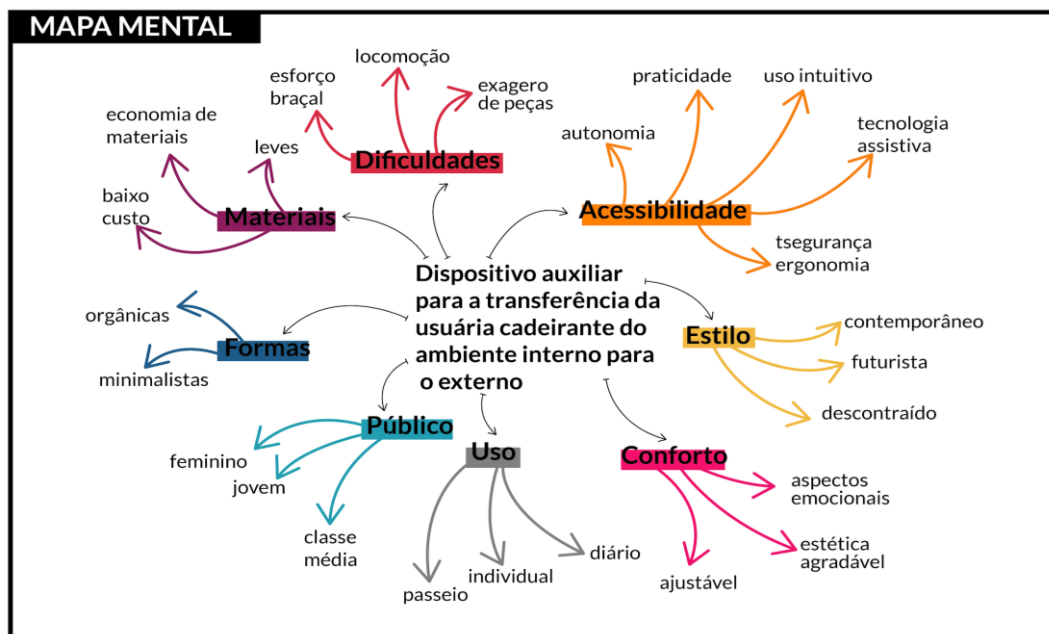 MAPA MENTAL
locomoção
esforço
braçal
exagero
de peças
Dificuldades
economia de
materiais
leves
baixo
custo
Materiais
praticidade
uso intuitivo
autonomia
tecnologia
assistiva
Acessibilidade
tsegurança
ergonomia
Dispositivo auxiliar
para a transferência da
usuária cadeirante do
ambiente interno para
o externo
orgânicas
Formas
minimalistas
contemporâneo
Estilo
futurista
descontraído
Público
feminino
jovem
classe
média
Uso
diário
individual
passeio
Conforto
aspectos
emocionais
estética
agradável
ajustável